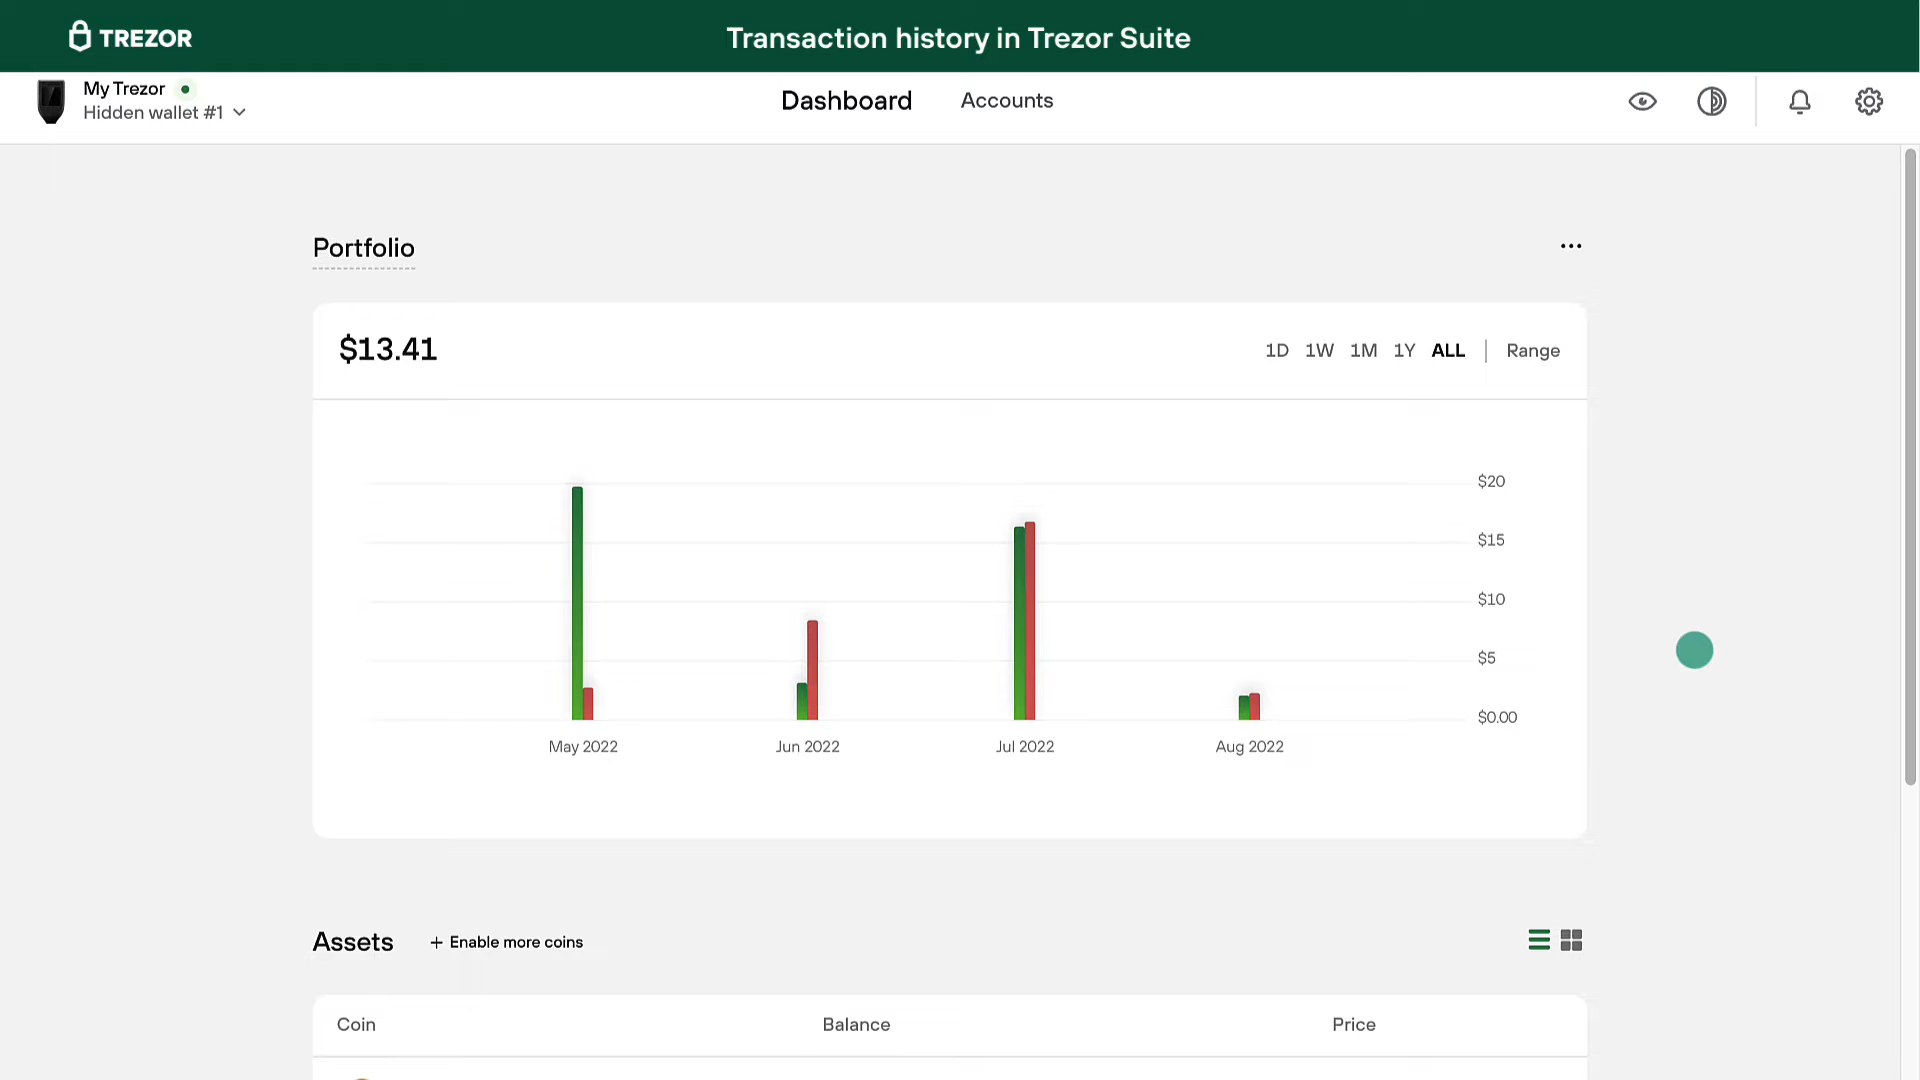 TREZOR
Transaction history in Trezor Suite
My Trezor
Hidden wallet #1
Dashboard
Accounts
Portfolio
$13.41
1D 1W 1M 1Y ALL Range
$20
$15
$10
$5
$0.00
May 2022
Jun 2022
Jul 2022
Aug 2022
Assets
+ Enable more coins
Coin
Balance
Price